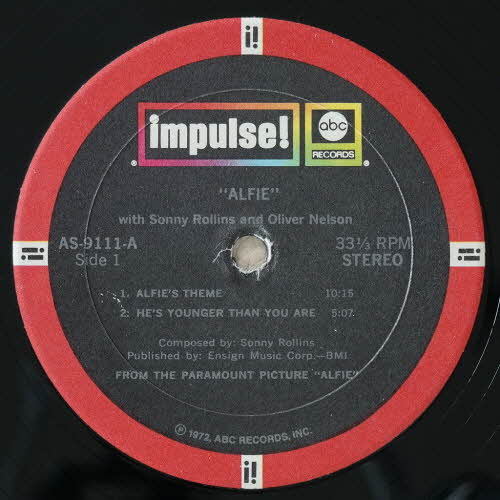 i!
impulse!
abc
RECORDS
"ALFIE"
with Sonny Rollins and Oliver Nelson
AS-9111-A
33⅓ RPM
Side 1
STEREO
1. ALFIE'S THEME 10:15
2: HE'S YOUNGER THAN YOU ARE 5:07
Composed by: Sonny Rollins
Published by: Ensign Music Corp.—BMI
FROM THE PARAMOUNT PICTURE "ALFIE"
℗ 1972, ABC RECORDS, INC.
i!
i!
i!